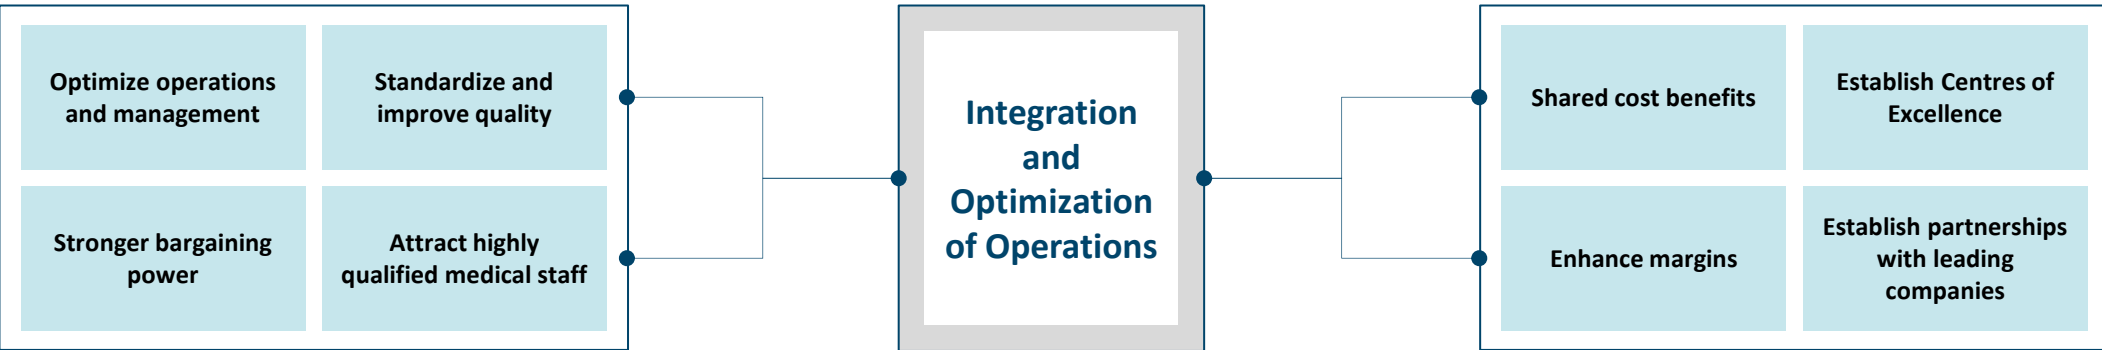 Optimize operations
and management
Standardize and
improve quality
Stronger bargaining
power
Attract highly
qualified medical staff
Integration
and
Optimization
of Operations
Shared cost benefits
Establish Centres of
Excellence
Enhance margins
Establish partnerships
with leading
companies